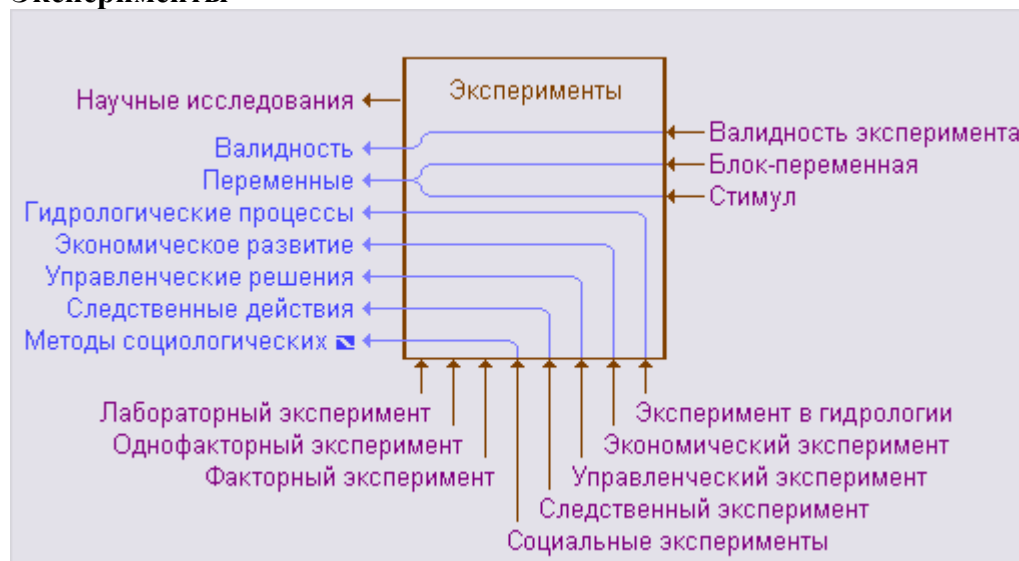 Эксперименты
Эксперименты
Научные исследования
Валидность
Переменные
Гидрологические процессы
Экономическое развитие
Управленческие решения
Следственные действия
Методы социологических
Валидность эксперимента
Блок-переменная
Стимул
Лабораторный эксперимент
Однофакторный эксперимент
Факторный эксперимент
Эксперимент в гидрологии
Экономический эксперимент
Управленческий эксперимент
Следственный эксперимент
Социальные эксперименты